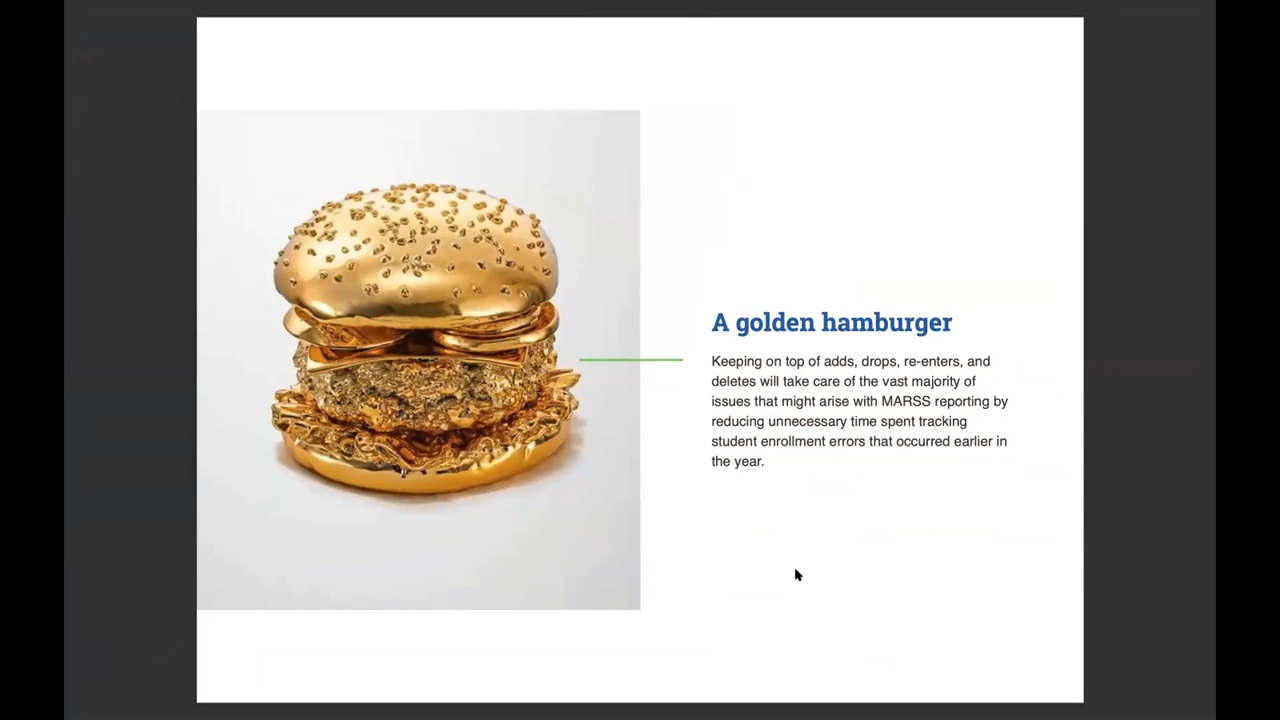 A golden hamburger
Keeping on top of adds, drops, re-enters, and
deletes will take care of the vast majority of
issues that might arise with MARSS reporting by
reducing unnecessary time spent tracking
student enrollment errors that occurred earlier in
the year.